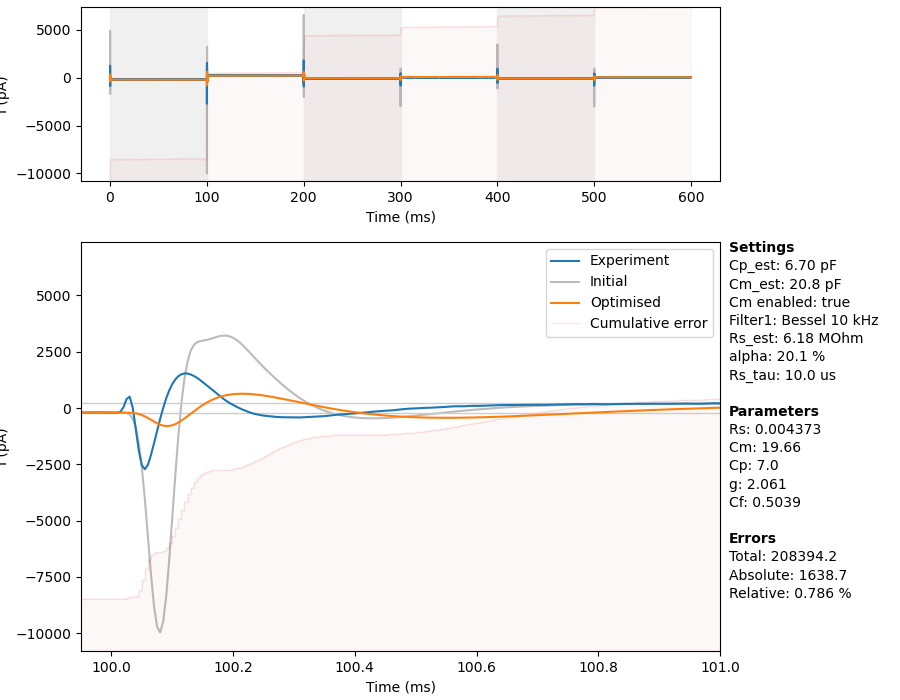 5000
0
−5000
−10000
0
100
200
300
400
500
600
Time (ms)
I (pA)
5000
2500
0
−2500
−5000
−7500
−10000
100.0
100.2
100.4
100.6
100.8
101.0
Time (ms)
I (pA)
Experiment
Initial
Optimised
Cumulative error
Settings
Cp_est: 6.70 pF
Cm_est: 20.8 pF
Cm enabled: true
Filter1: Bessel 10 kHz
Rs_est: 6.18 MOhm
alpha: 20.1 %
Rs_tau: 10.0 us
Parameters
Rs: 0.004373
Cm: 19.66
Cp: 7.0
g: 2.061
Cf: 0.5039
Errors
Total: 208394.2
Absolute: 1638.7
Relative: 0.786 %